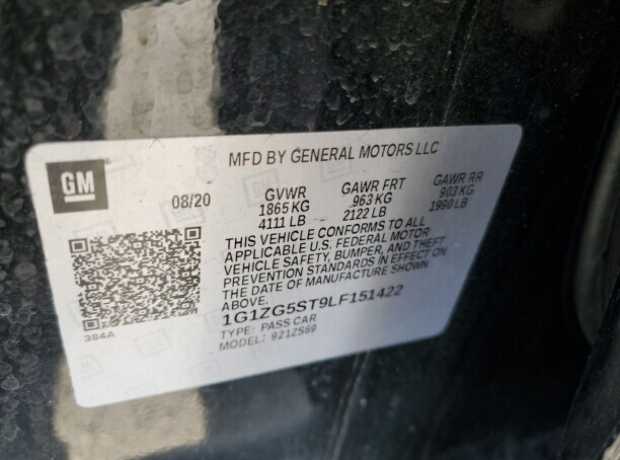 GM
MFD BY GENERAL MOTORS LLC
08/20
GVWR
1865 KG
4111 LB
GAWR FRT
963 KG
2122 LB
GAWR RR
903 KG
1990 LB
THIS VEHICLE CONFORMS TO ALL
APPLICABLE U.S. FEDERAL MOTOR
VEHICLE SAFETY, BUMPER, AND THEFT
PREVENTION STANDARDS IN EFFECT ON
THE DATE OF MANUFACTURE SHOWN
ABOVE.
1G1ZG5ST9LF151422
TYPE: PASS CAR
MODEL: 921ZS69
384A